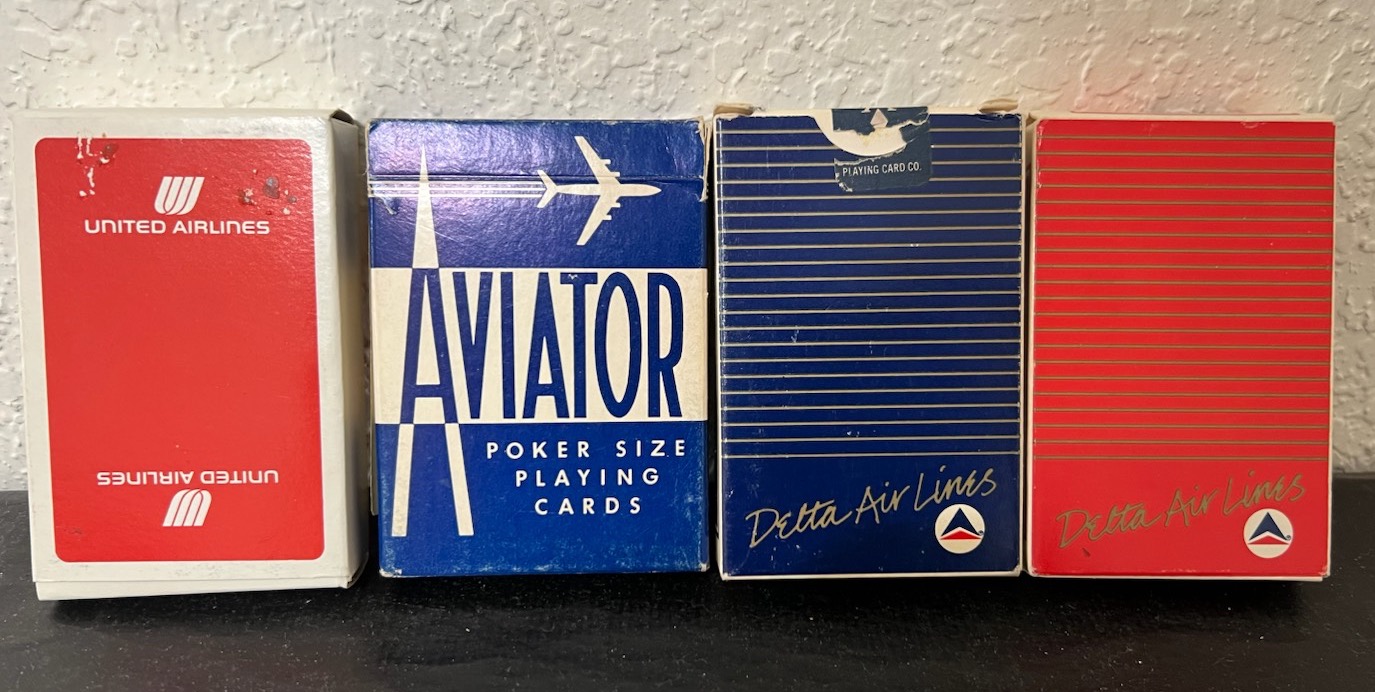 UNITED AIRLINES
UNITED AIRLINES
AVIATOR
POKER SIZE
PLAYING
CARDS
PLAYING CARD CO.
Delta Air Lines
Delta Air Lines